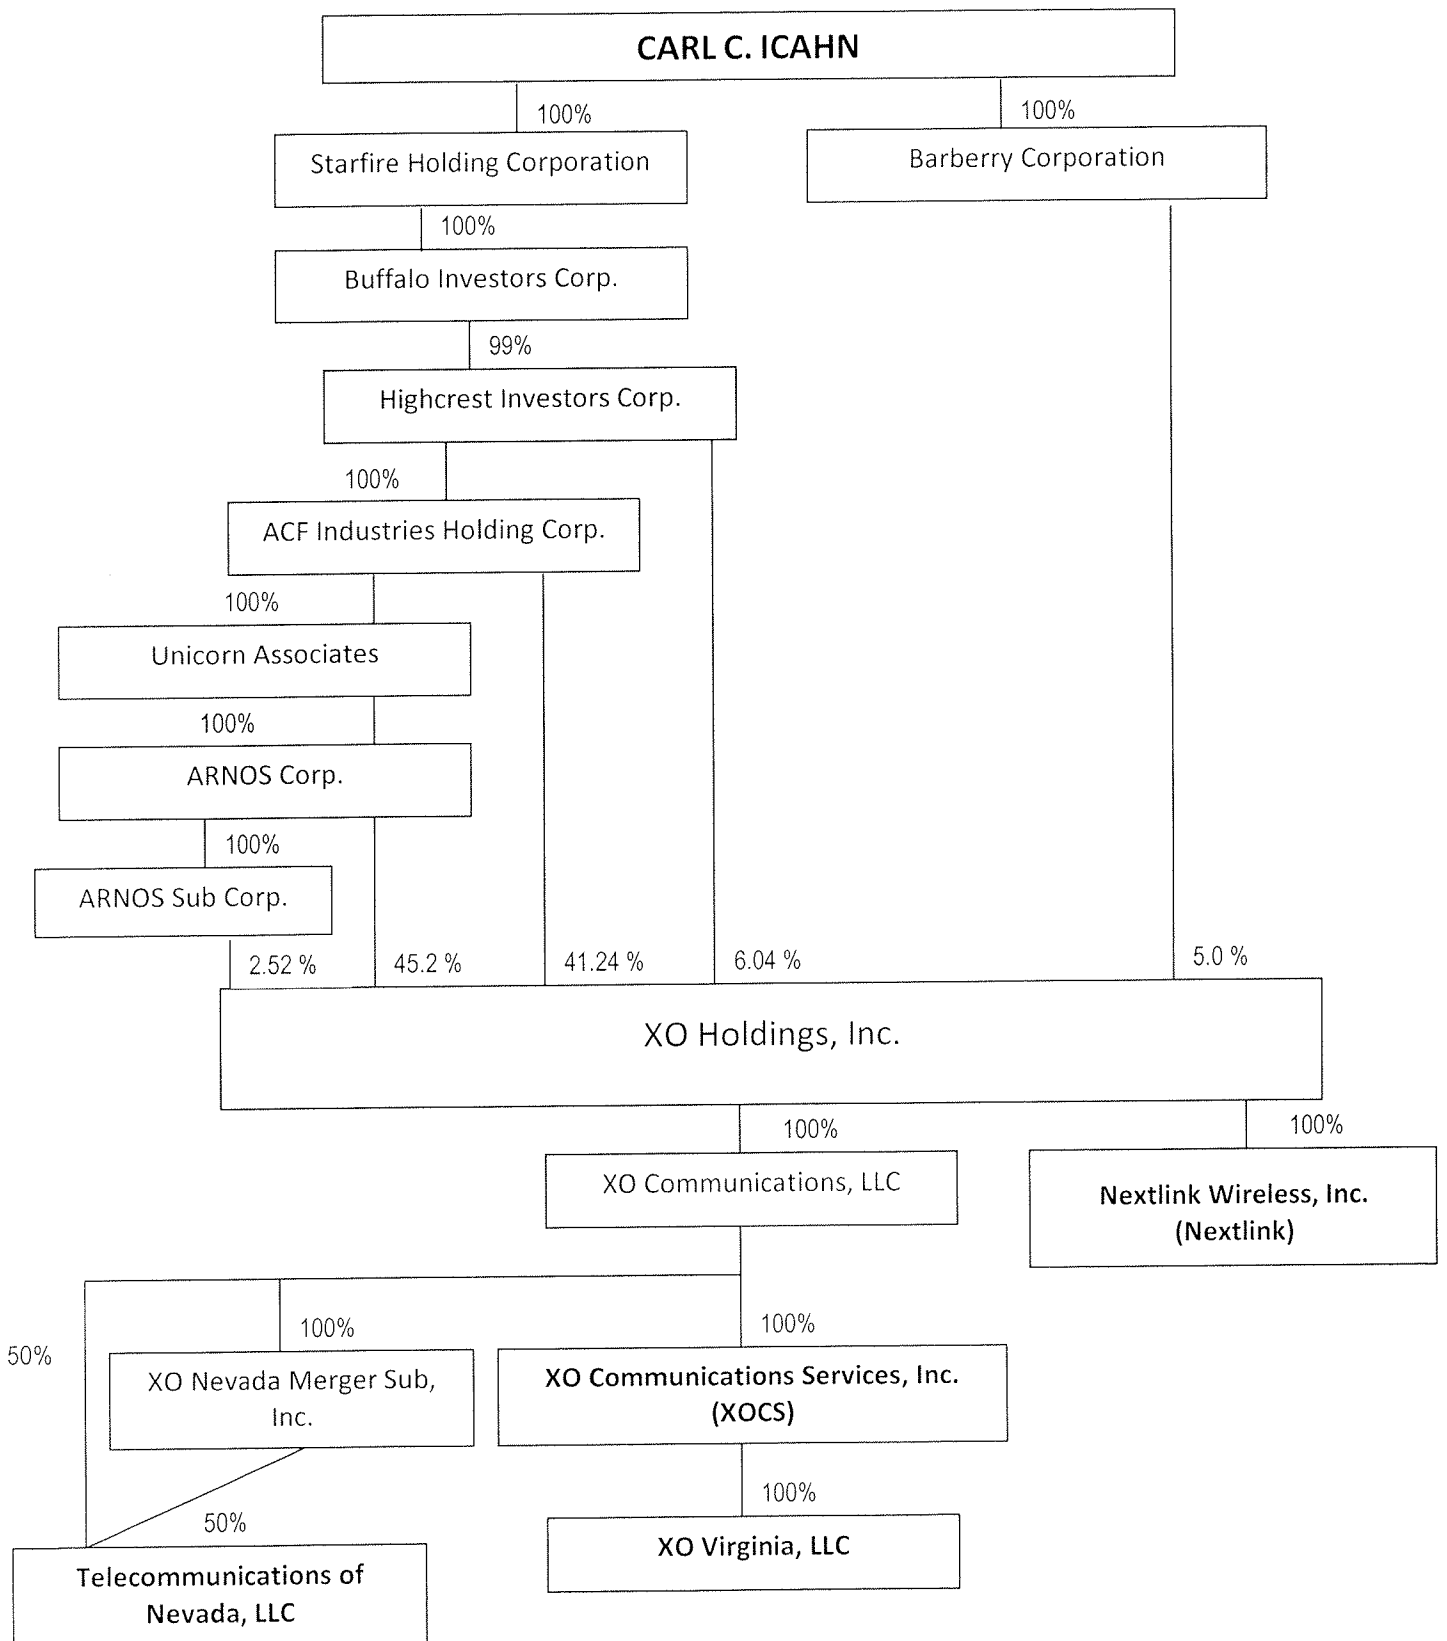 CARL C. ICAHN
100%
100%
Starfire Holding Corporation
Barberry Corporation
100%
Buffalo Investors Corp.
99%
Highcrest Investors Corp.
100%
ACF Industries Holding Corp.
100%
Unicorn Associates
100%
ARNOS Corp.
100%
ARNOS Sub Corp.
2.52 %
45.2 %
41.24 %
6.04 %
5.0 %
XO Holdings, Inc.
100%
100%
XO Communications, LLC
Nextlink Wireless, Inc.
(Nextlink)
50%
100%
100%
XO Nevada Merger Sub,
Inc.
XO Communications Services, Inc.
(XOCS)
50%
100%
Telecommunications of
Nevada, LLC
XO Virginia, LLC